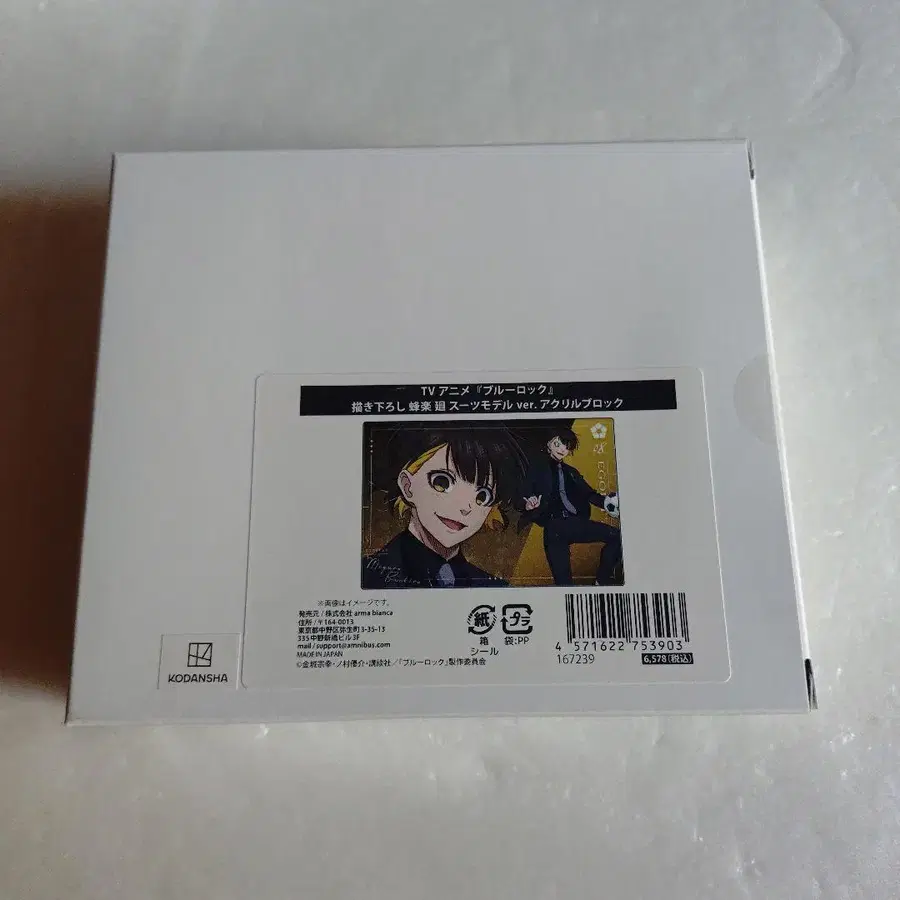 TV アニメ『ブルーロック』
描き下ろし 蜂楽 廻 スーツモデル ver. アクリルブロック
EGO
Meguru
Bachira
※画像はイメージです。
発売元 / 株式会社 arma bianca
住所 / 〒164-0013
東京都中野区弥生町3-35-13
335中野新橋ビル3F
mail / support@amnibus.com
MADE IN JAPAN
©金城宗幸・ノ村優介・講談社／「ブルーロック」製作委員会
紙
箱
シール
プラ
袋:PP
4 571622 753903
167239
6,578(税込)
KODANSHA